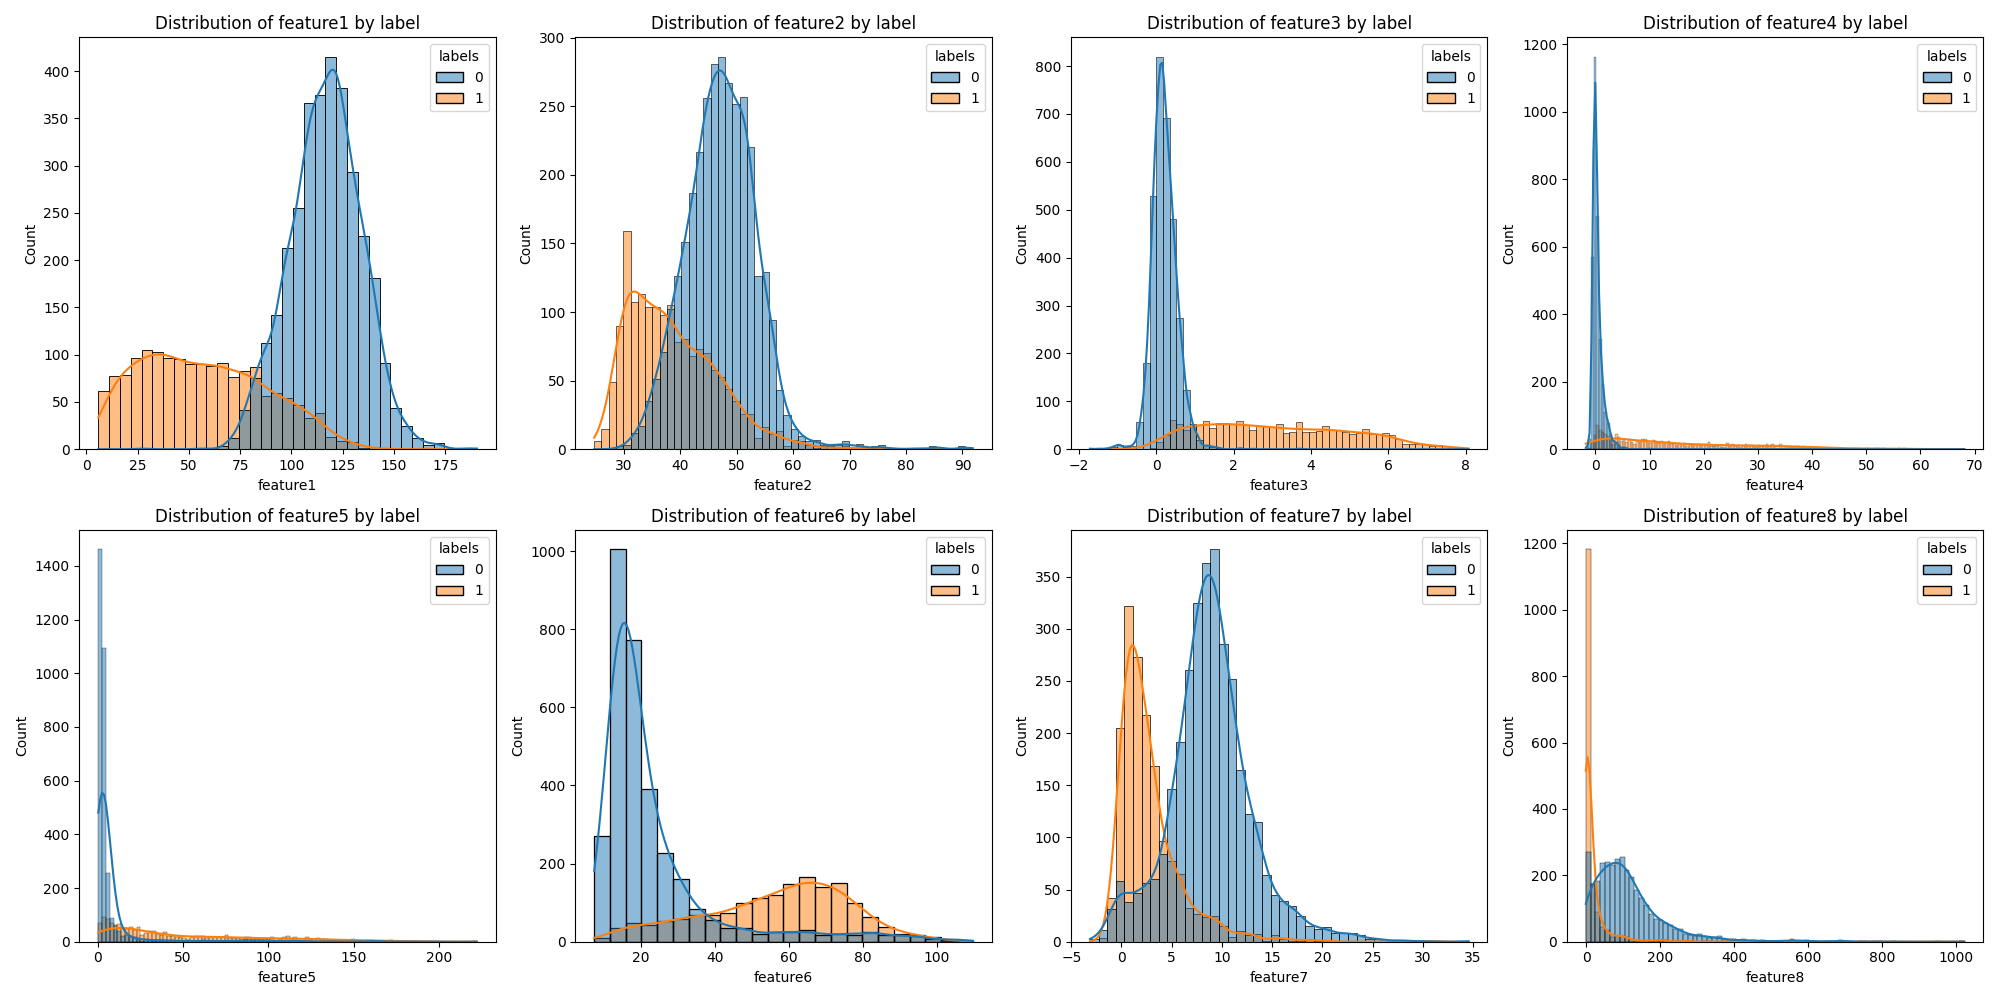 Distribution of feature1 by label
labels
0
1
Count
400
350
300
250
200
150
100
50
0
0 25 50 75 100 125 150 175
feature1
Distribution of feature2 by label
labels
0
1
Count
300
250
200
150
100
50
0
30 40 50 60 70 80 90
feature2
Distribution of feature3 by label
labels
0
1
Count
800
700
600
500
400
300
200
100
0
−2 0 2 4 6 8
feature3
Distribution of feature4 by label
labels
0
1
Count
1200
1000
800
600
400
200
0
0 10 20 30 40 50 60 70
feature4
Distribution of feature5 by label
labels
0
1
Count
1400
1200
1000
800
600
400
200
0
0 50 100 150 200
feature5
Distribution of feature6 by label
labels
0
1
Count
1000
800
600
400
200
0
20 40 60 80 100
feature6
Distribution of feature7 by label
labels
0
1
Count
350
300
250
200
150
100
50
0
−5 0 5 10 15 20 25 30 35
feature7
Distribution of feature8 by label
labels
0
1
Count
1200
1000
800
600
400
200
0
0 200 400 600 800 1000
feature8